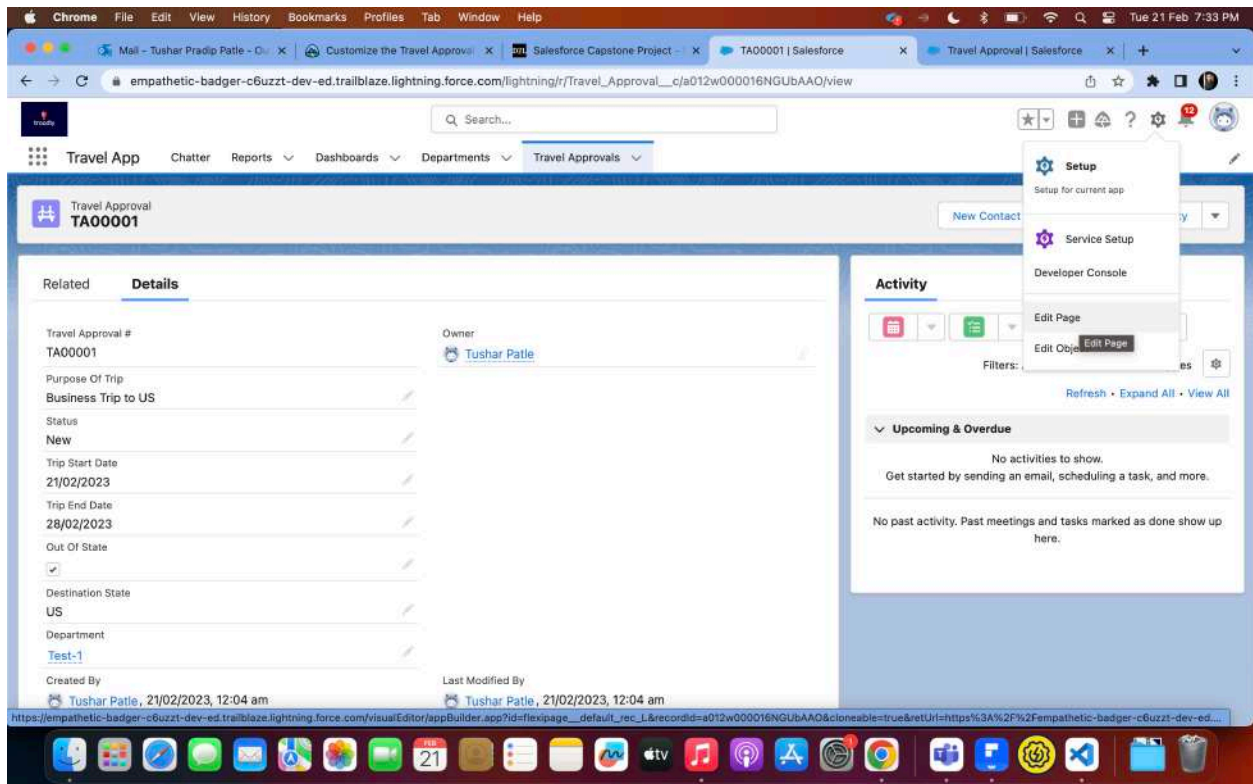 Chrome File Edit View History Bookmarks Profiles Tab Window Help Tue 21 Feb 7:33 PM
Mail - Tushar Pradip Patle - Customize the Travel Approval Salesforce Capstone Project - TA00001 | Salesforce Travel Approval | Salesforce
empathetic-badger-c6uzzt-dev-ed.trailblaze.lightning.force.com/lightning/r/Travel_Approval__c/a012w000016NGUbAAO/view
Search...
12
Travel App Chatter Reports Dashboards Departments Travel Approvals
Setup
Setup for current app
Service Setup
Developer Console
Edit Page
Edit Obje
Edit Page
Travel Approval
TA00001
New Contact
ty
Related Details
Travel Approval #
TA00001
Owner
Tushar Patle
Purpose Of Trip
Business Trip to US
Status
New
Trip Start Date
21/02/2023
Trip End Date
28/02/2023
Out Of State
Destination State
US
Department
Test-1
Created By
Tushar Patle, 21/02/2023, 12:04 am
Last Modified By
Tushar Patle, 21/02/2023, 12:04 am
Activity
Filters: es
Refresh • Expand All • View All
Upcoming & Overdue
No activities to show.
Get started by sending an email, scheduling a task, and more.
No past activity. Past meetings and tasks marked as done show up
here.
https://empathetic-badger-c6uzzt-dev-ed.trailblaze.lightning.force.com/visualEditor/appBuilder.app?id=flexipage__default_rec_L&recordId=a012w000016NGUbAAO&cloneable=true&retUrl=https%3A%2F%2Fempathetic-badger-c6uzzt-dev-ed....
FEB
21
tv